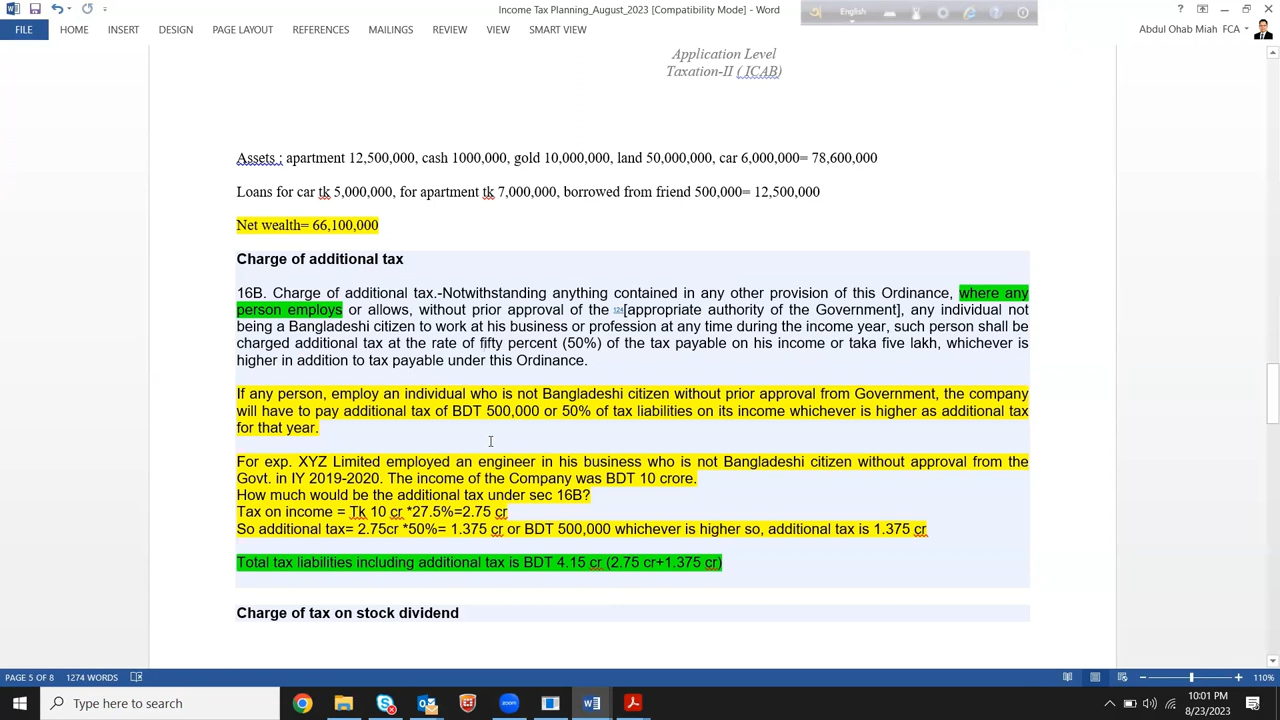 Income Tax Planning_August_2023 [Compatibility Mode] - Word
English
FILE HOME INSERT DESIGN PAGE LAYOUT REFERENCES MAILINGS REVIEW VIEW SMART VIEW Abdul Ohab Miah FCA
Application Level
Taxation-II ( ICAB)
Assets : apartment 12,500,000, cash 1000,000, gold 10,000,000, land 50,000,000, car 6,000,000= 78,600,000
Loans for car tk 5,000,000, for apartment tk 7,000,000, borrowed from friend 500,000= 12,500,000
Net wealth= 66,100,000
Charge of additional tax
16B. Charge of additional tax.-Notwithstanding anything contained in any other provision of this Ordinance, where any
person employs or allows, without prior approval of the 124[appropriate authority of the Government], any individual not
being a Bangladeshi citizen to work at his business or profession at any time during the income year, such person shall be
charged additional tax at the rate of fifty percent (50%) of the tax payable on his income or taka five lakh, whichever is
higher in addition to tax payable under this Ordinance.
If any person, employ an individual who is not Bangladeshi citizen without prior approval from Government, the company
will have to pay additional tax of BDT 500,000 or 50% of tax liabilities on its income whichever is higher as additional tax
for that year.
For exp. XYZ Limited employed an engineer in his business who is not Bangladeshi citizen without approval from the
Govt. in IY 2019-2020. The income of the Company was BDT 10 crore.
How much would be the additional tax under sec 16B?
Tax on income = Tk 10 cr *27.5%=2.75 cr
So additional tax= 2.75cr *50%= 1.375 cr or BDT 500,000 whichever is higher so, additional tax is 1.375 cr
Total tax liabilities including additional tax is BDT 4.15 cr (2.75 cr+1.375 cr)
Charge of tax on stock dividend
PAGE 5 OF 8 1274 WORDS 110%
Type here to search
zoom
10:01 PM
8/23/2023